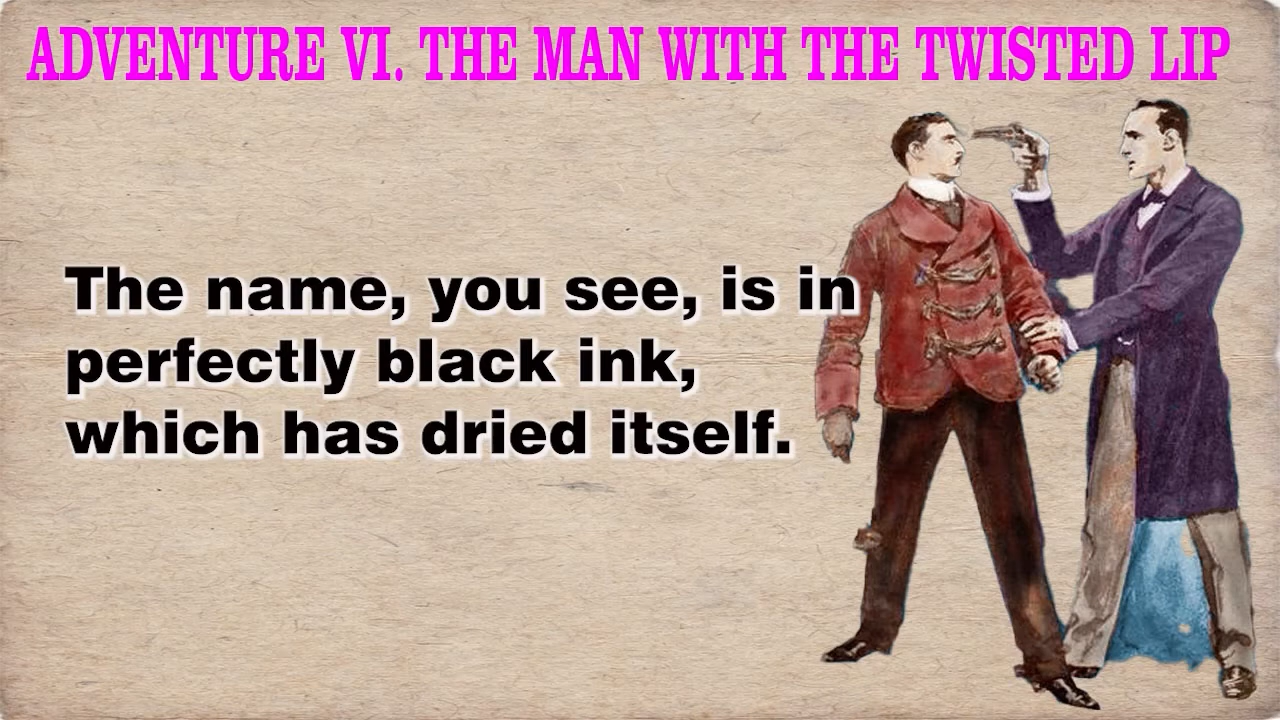 ADVENTURE VI. THE MAN WITH THE TWISTED LIP
The name, you see, is in
perfectly black ink,
which has dried itself.